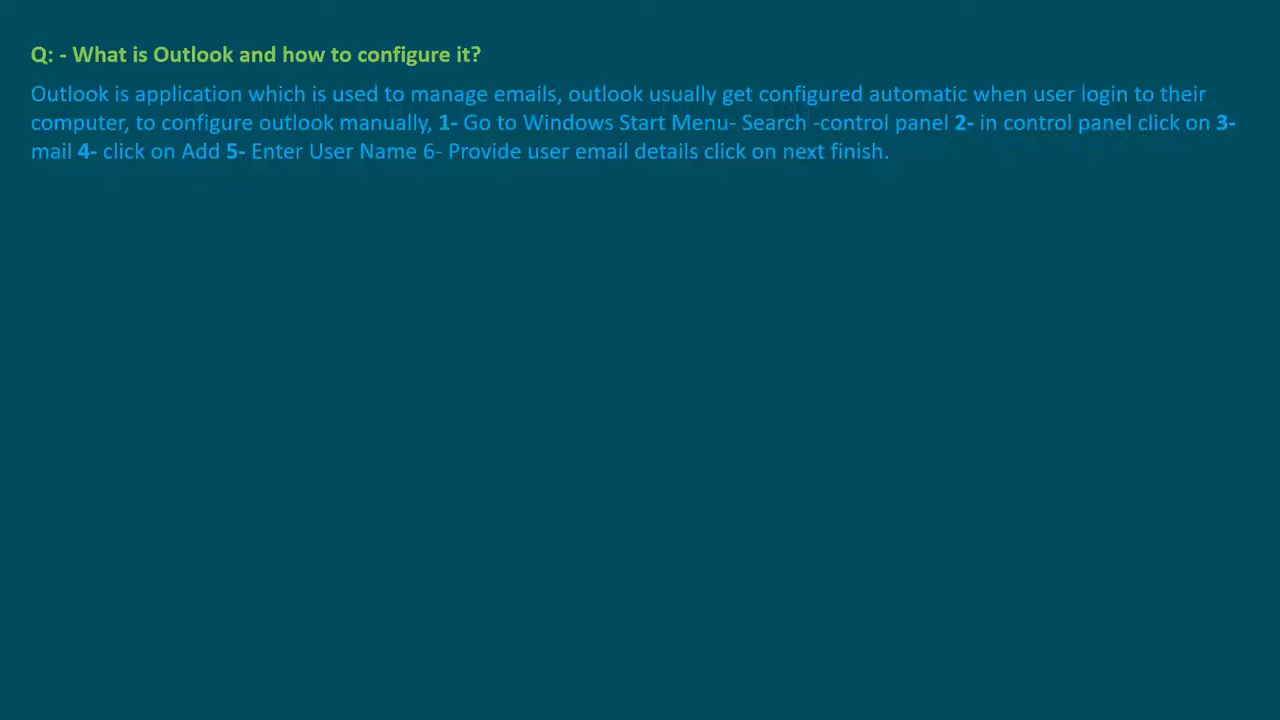 Q: - What is Outlook and how to configure it?
Outlook is application which is used to manage emails, outlook usually get configured automatic when user login to their
computer, to configure outlook manually, 1- Go to Windows Start Menu- Search -control panel 2- in control panel click on 3-
mail 4- click on Add 5- Enter User Name 6- Provide user email details click on next finish.